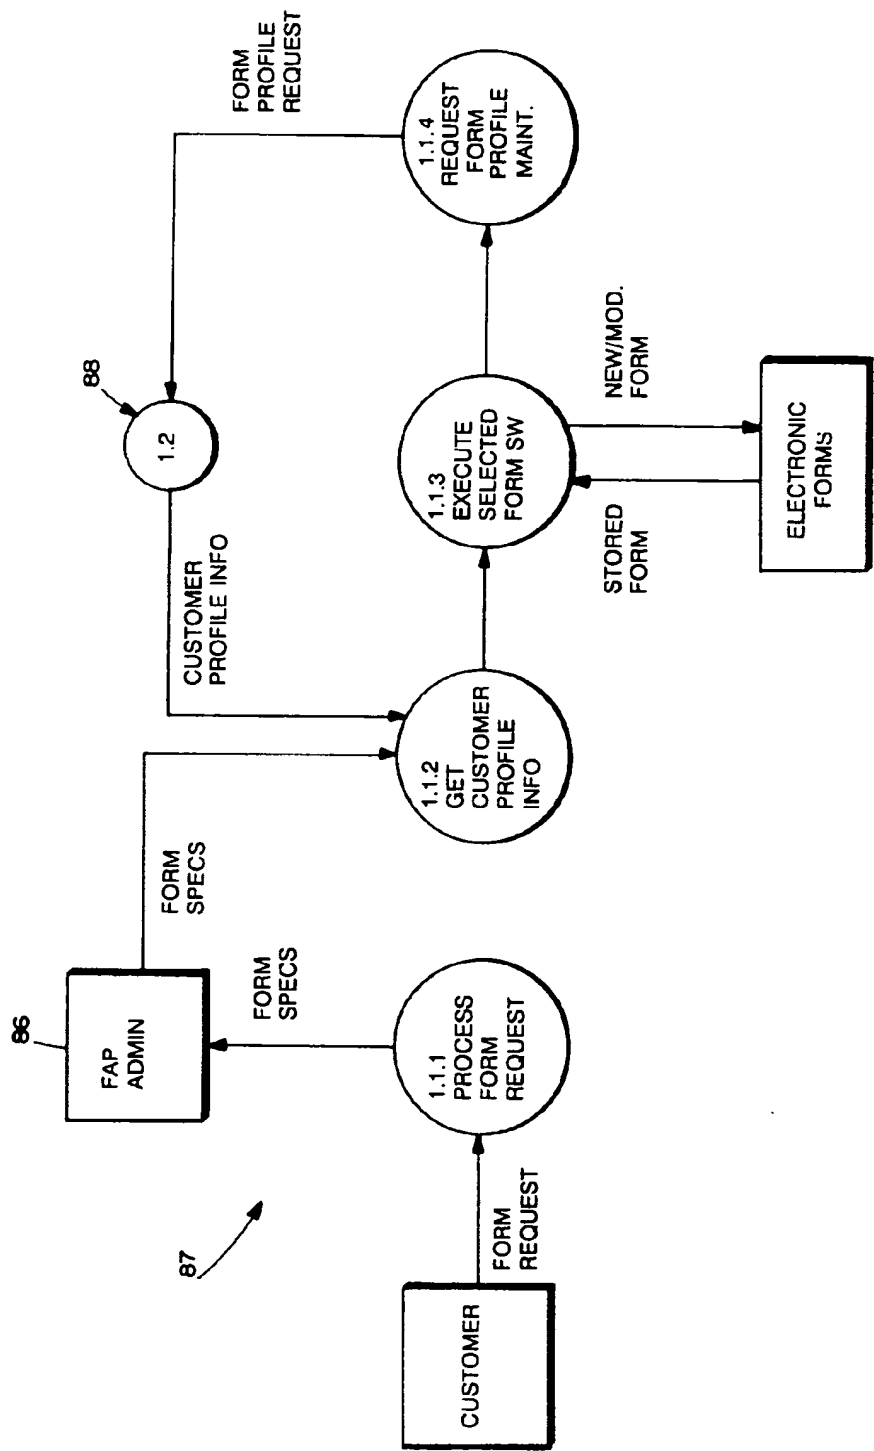 86
FAP
ADMIN
FORM
SPECS
FORM
SPECS
88
1.2
CUSTOMER
PROFILE INFO
FORM
PROFILE
REQUEST
87
CUSTOMER
FORM
REQUEST
1.1.1
PROCESS
FORM
REQUEST
1.1.2
GET
CUSTOMER
PROFILE
INFO
1.1.3
EXECUTE
SELECTED
FORM SW
1.1.4
REQUEST
FORM
PROFILE
MAINT.
STORED
FORM
NEW/MOD.
FORM
ELECTRONIC
FORMS